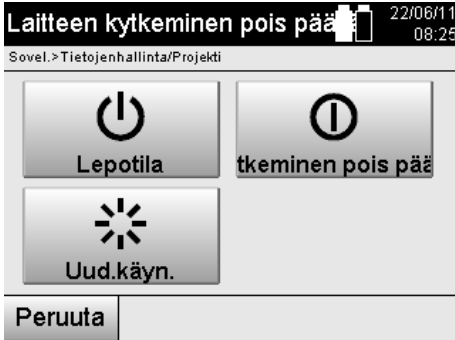 Laitteen kytkeminen pois pää
22/06/11
08:25
Sovel.>Tietojenhallinta/Projekti
Lepotila
tkeminen pois pää
Uud.käyn.
Peruuta